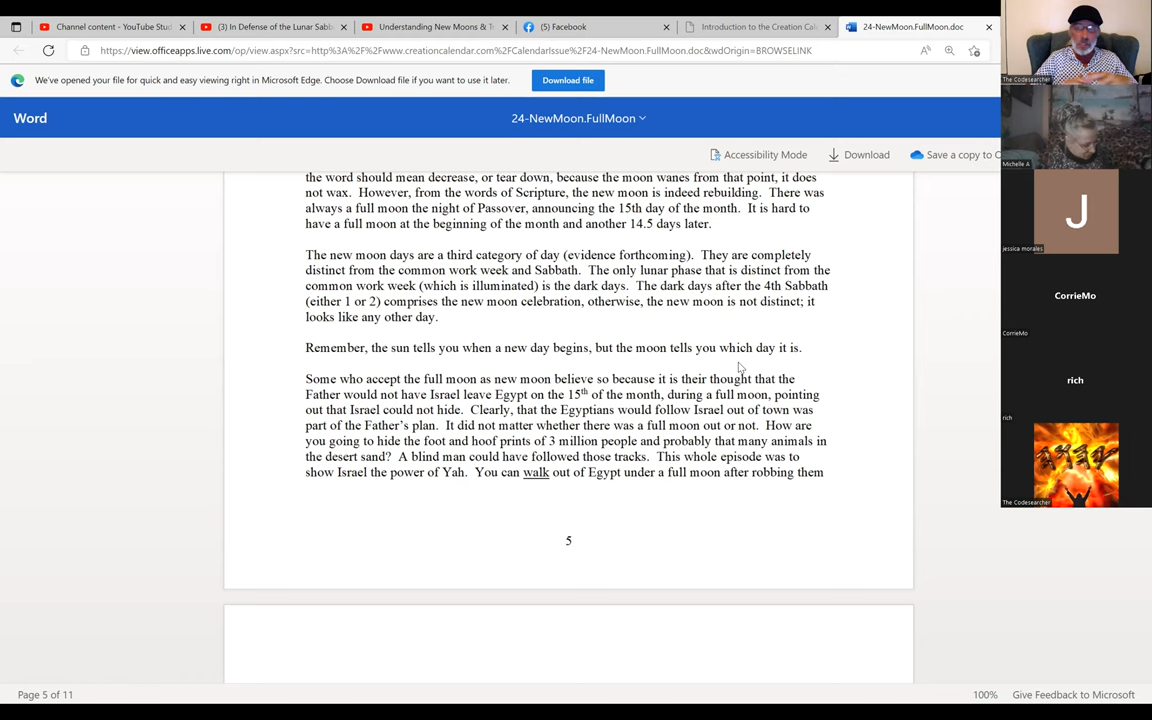 Channel content - YouTube Stud
(3) In Defense of the Lunar Sabb
Understanding New Moons & T
(5) Facebook
Introduction to the Creation Cal
24-NewMoon.FullMoon.doc
https://view.officeapps.live.com/op/view.aspx?src=http%3A%2F%2Fwww.creationcalendar.com%2FCalendarIssue%2F24-NewMoon.FullMoon.doc&wdOrigin=BROWSELINK
We've opened your file for quick and easy viewing right in Microsoft Edge. Choose Download file if you want to use it later.
Download file
Word
24-NewMoon.FullMoon
Accessibility Mode
Download
Save a copy to O
the word should mean decrease, or tear down, because the moon wanes from that point, it does
not wax. However, from the words of Scripture, the new moon is indeed rebuilding. There was
always a full moon the night of Passover, announcing the 15th day of the month. It is hard to
have a full moon at the beginning of the month and another 14.5 days later.
The new moon days are a third category of day (evidence forthcoming). They are completely
distinct from the common work week and Sabbath. The only lunar phase that is distinct from the
common work week (which is illuminated) is the dark days. The dark days after the 4th Sabbath
(either 1 or 2) comprises the new moon celebration, otherwise, the new moon is not distinct; it
looks like any other day.
Remember, the sun tells you when a new day begins, but the moon tells you which day it is.
Some who accept the full moon as new moon believe so because it is their thought that the
Father would not have Israel leave Egypt on the 15th of the month, during a full moon, pointing
out that Israel could not hide. Clearly, that the Egyptians would follow Israel out of town was
part of the Father's plan. It did not matter whether there was a full moon out or not. How are
you going to hide the foot and hoof prints of 3 million people and probably that many animals in
the desert sand? A blind man could have followed those tracks. This whole episode was to
show Israel the power of Yah. You can walk out of Egypt under a full moon after robbing them
5
Page 5 of 11
100%
Give Feedback to Microsoft
The Codesearcher
Michelle A
J
jessica morales
CorrieMo
CorrieMo
rich
rich
The Codesearcher